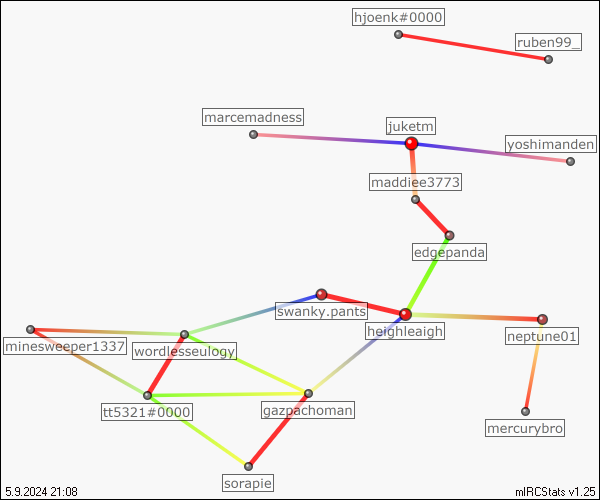 hjoenk#0000
ruben99_
marcemadness
juketm
yoshimanden
maddiee3773
edgepanda
swanky.pants
heighleaigh
neptune01
minesweeper1337
wordlesseulogy
tt5321#0000
gazpachoman
mercurybro
sorapie
5.9.2024 21:08
mIRCStats v1.25